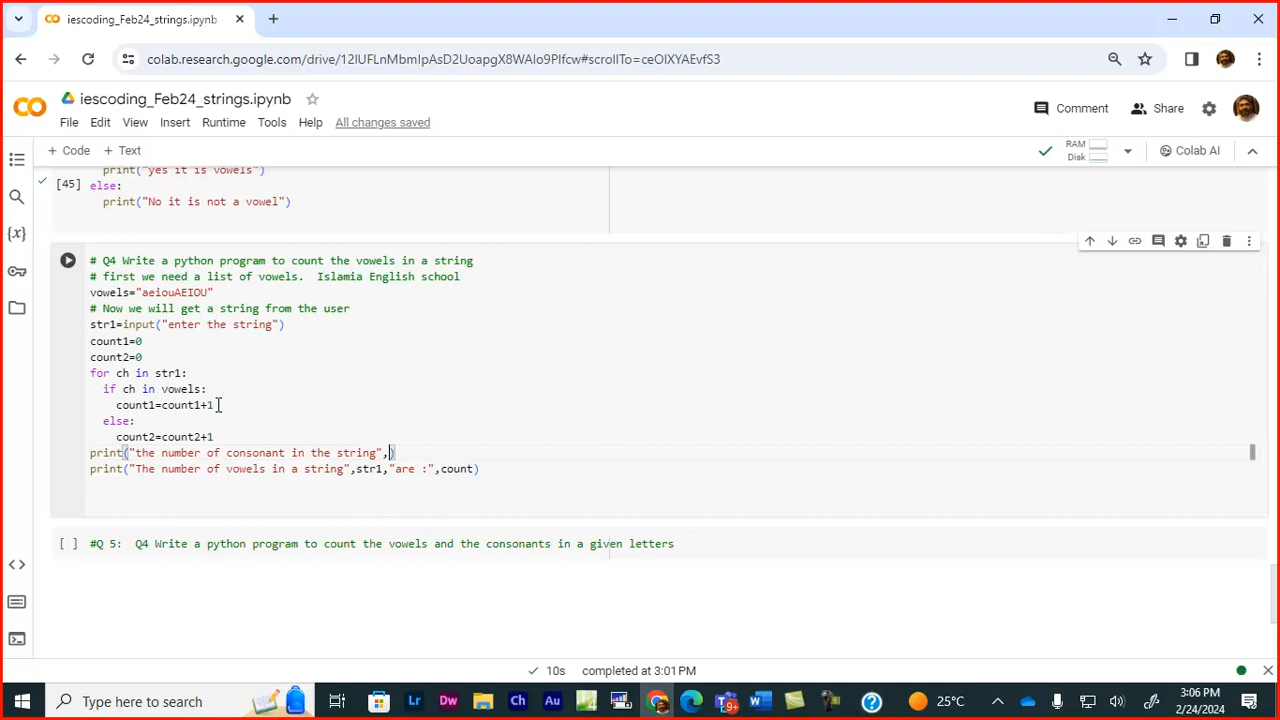 iescoding_Feb24_strings.ipynb
colab.research.google.com/drive/12IUFLnMbmIpAsD2UoapgX8WAIo9PIfcw#scrollTo=ceOIXYAEvfS3
iescoding_Feb24_strings.ipynb
Comment
Share
File Edit View Insert Runtime Tools Help All changes saved
+ Code + Text
RAM
Disk
Colab AI
print("yes it is vowels")
[45] else:
print("No it is not a vowel")
# Q4 Write a python program to count the vowels in a string
# first we need a list of vowels.  Islamia English school
vowels="aeiouAEIOU"
# Now we will get a string from the user
str1=input("enter the string")
count1=0
count2=0
for ch in str1:
if ch in vowels:
count1=count1+1
else:
count2=count2+1
print("the number of consonant in the string",)
print("The number of vowels in a string",str1,"are :",count)
[ ] #Q 5:  Q4 Write a python program to count the vowels and the consonants in a given letters
10s completed at 3:01 PM
Type here to search
Lr
Dw
Ch
Au
9+
25°C
3:06 PM
2/24/2024